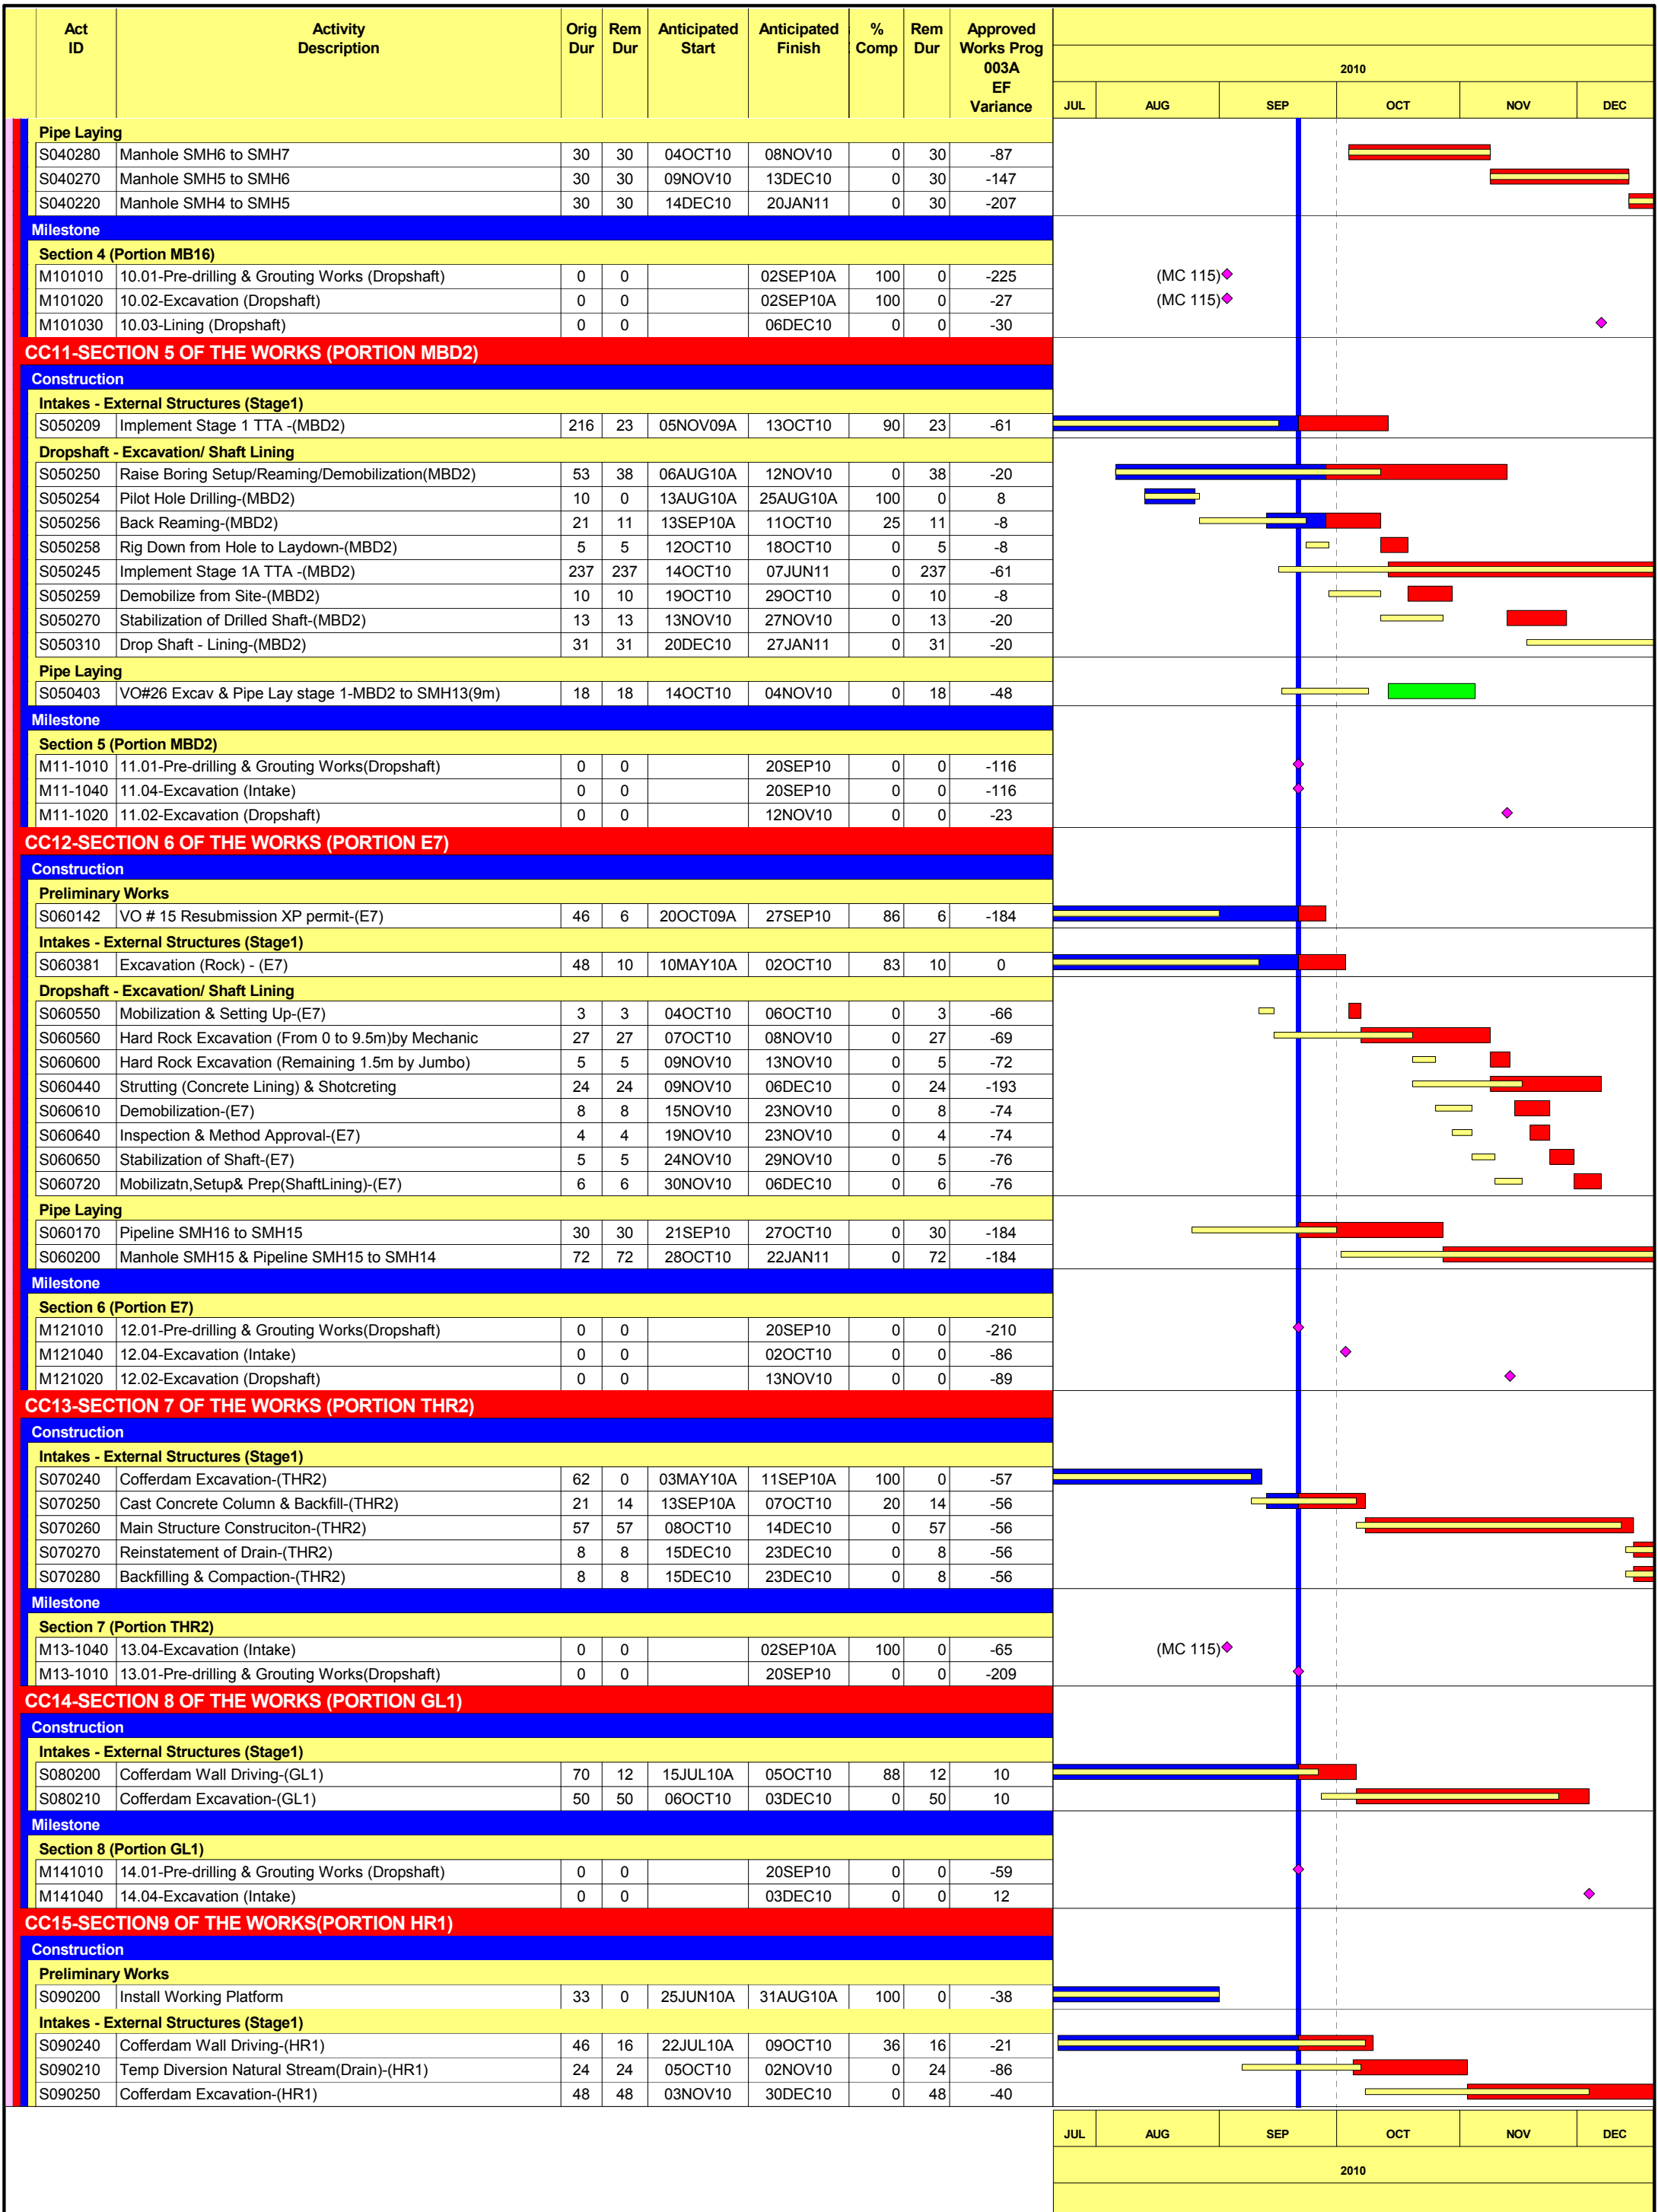 Act ID Activity Description Orig Dur Rem Dur Anticipated Start Anticipated Finish % Comp Rem Dur Approved Works Prog 003A EF Variance
2010
JUL AUG SEP OCT NOV DEC
Pipe Laying
S040280 Manhole SMH6 to SMH7 30 30 04OCT10 08NOV10 0 30 -87
S040270 Manhole SMH5 to SMH6 30 30 09NOV10 13DEC10 0 30 -147
S040220 Manhole SMH4 to SMH5 30 30 14DEC10 20JAN11 0 30 -207
Milestone
Section 4 (Portion MB16)
M101010 10.01-Pre-drilling & Grouting Works (Dropshaft) 0 0 02SEP10A 100 0 -225 (MC 115)
M101020 10.02-Excavation (Dropshaft) 0 0 02SEP10A 100 0 -27 (MC 115)
M101030 10.03-Lining (Dropshaft) 0 0 06DEC10 0 0 -30
CC11-SECTION 5 OF THE WORKS (PORTION MBD2)
Construction
Intakes - External Structures (Stage1)
S050209 Implement Stage 1 TTA -(MBD2) 216 23 05NOV09A 13OCT10 90 23 -61
Dropshaft - Excavation/ Shaft Lining
S050250 Raise Boring Setup/Reaming/Demobilization(MBD2) 53 38 06AUG10A 12NOV10 0 38 -20
S050254 Pilot Hole Drilling-(MBD2) 10 0 13AUG10A 25AUG10A 100 0 8
S050256 Back Reaming-(MBD2) 21 11 13SEP10A 11OCT10 25 11 -8
S050258 Rig Down from Hole to Laydown-(MBD2) 5 5 12OCT10 18OCT10 0 5 -8
S050245 Implement Stage 1A TTA -(MBD2) 237 237 14OCT10 07JUN11 0 237 -61
S050259 Demobilize from Site-(MBD2) 10 10 19OCT10 29OCT10 0 10 -8
S050270 Stabilization of Drilled Shaft-(MBD2) 13 13 13NOV10 27NOV10 0 13 -20
S050310 Drop Shaft - Lining-(MBD2) 31 31 20DEC10 27JAN11 0 31 -20
Pipe Laying
S050403 VO#26 Excav & Pipe Lay stage 1-MBD2 to SMH13(9m) 18 18 14OCT10 04NOV10 0 18 -48
Milestone
Section 5 (Portion MBD2)
M11-1010 11.01-Pre-drilling & Grouting Works(Dropshaft) 0 0 20SEP10 0 0 -116
M11-1040 11.04-Excavation (Intake) 0 0 20SEP10 0 0 -116
M11-1020 11.02-Excavation (Dropshaft) 0 0 12NOV10 0 0 -23
CC12-SECTION 6 OF THE WORKS (PORTION E7)
Construction
Preliminary Works
S060142 VO # 15 Resubmission XP permit-(E7) 46 6 20OCT09A 27SEP10 86 6 -184
Intakes - External Structures (Stage1)
S060381 Excavation (Rock) - (E7) 48 10 10MAY10A 02OCT10 83 10 0
Dropshaft - Excavation/ Shaft Lining
S060550 Mobilization & Setting Up-(E7) 3 3 04OCT10 06OCT10 0 3 -66
S060560 Hard Rock Excavation (From 0 to 9.5m)by Mechanic 27 27 07OCT10 08NOV10 0 27 -69
S060600 Hard Rock Excavation (Remaining 1.5m by Jumbo) 5 5 09NOV10 13NOV10 0 5 -72
S060440 Strutting (Concrete Lining) & Shotcreting 24 24 09NOV10 06DEC10 0 24 -193
S060610 Demobilization-(E7) 8 8 15NOV10 23NOV10 0 8 -74
S060640 Inspection & Method Approval-(E7) 4 4 19NOV10 23NOV10 0 4 -74
S060650 Stabilization of Shaft-(E7) 5 5 24NOV10 29NOV10 0 5 -76
S060720 Mobilizatn,Setup& Prep(ShaftLining)-(E7) 6 6 30NOV10 06DEC10 0 6 -76
Pipe Laying
S060170 Pipeline SMH16 to SMH15 30 30 21SEP10 27OCT10 0 30 -184
S060200 Manhole SMH15 & Pipeline SMH15 to SMH14 72 72 28OCT10 22JAN11 0 72 -184
Milestone
Section 6 (Portion E7)
M121010 12.01-Pre-drilling & Grouting Works(Dropshaft) 0 0 20SEP10 0 0 -210
M121040 12.04-Excavation (Intake) 0 0 02OCT10 0 0 -86
M121020 12.02-Excavation (Dropshaft) 0 0 13NOV10 0 0 -89
CC13-SECTION 7 OF THE WORKS (PORTION THR2)
Construction
Intakes - External Structures (Stage1)
S070240 Cofferdam Excavation-(THR2) 62 0 03MAY10A 11SEP10A 100 0 -57
S070250 Cast Concrete Column & Backfill-(THR2) 21 14 13SEP10A 07OCT10 20 14 -56
S070260 Main Structure Construciton-(THR2) 57 57 08OCT10 14DEC10 0 57 -56
S070270 Reinstatement of Drain-(THR2) 8 8 15DEC10 23DEC10 0 8 -56
S070280 Backfilling & Compaction-(THR2) 8 8 15DEC10 23DEC10 0 8 -56
Milestone
Section 7 (Portion THR2)
M13-1040 13.04-Excavation (Intake) 0 0 02SEP10A 100 0 -65 (MC 115)
M13-1010 13.01-Pre-drilling & Grouting Works(Dropshaft) 0 0 20SEP10 0 0 -209
CC14-SECTION 8 OF THE WORKS (PORTION GL1)
Construction
Intakes - External Structures (Stage1)
S080200 Cofferdam Wall Driving-(GL1) 70 12 15JUL10A 05OCT10 88 12 10
S080210 Cofferdam Excavation-(GL1) 50 50 06OCT10 03DEC10 0 50 10
Milestone
Section 8 (Portion GL1)
M141010 14.01-Pre-drilling & Grouting Works (Dropshaft) 0 0 20SEP10 0 0 -59
M141040 14.04-Excavation (Intake) 0 0 03DEC10 0 0 12
CC15-SECTION9 OF THE WORKS(PORTION HR1)
Construction
Preliminary Works
S090200 Install Working Platform 33 0 25JUN10A 31AUG10A 100 0 -38
Intakes - External Structures (Stage1)
S090240 Cofferdam Wall Driving-(HR1) 46 16 22JUL10A 09OCT10 36 16 -21
S090210 Temp Diversion Natural Stream(Drain)-(HR1) 24 24 05OCT10 02NOV10 0 24 -86
S090250 Cofferdam Excavation-(HR1) 48 48 03NOV10 30DEC10 0 48 -40
JUL AUG SEP OCT NOV DEC
2010